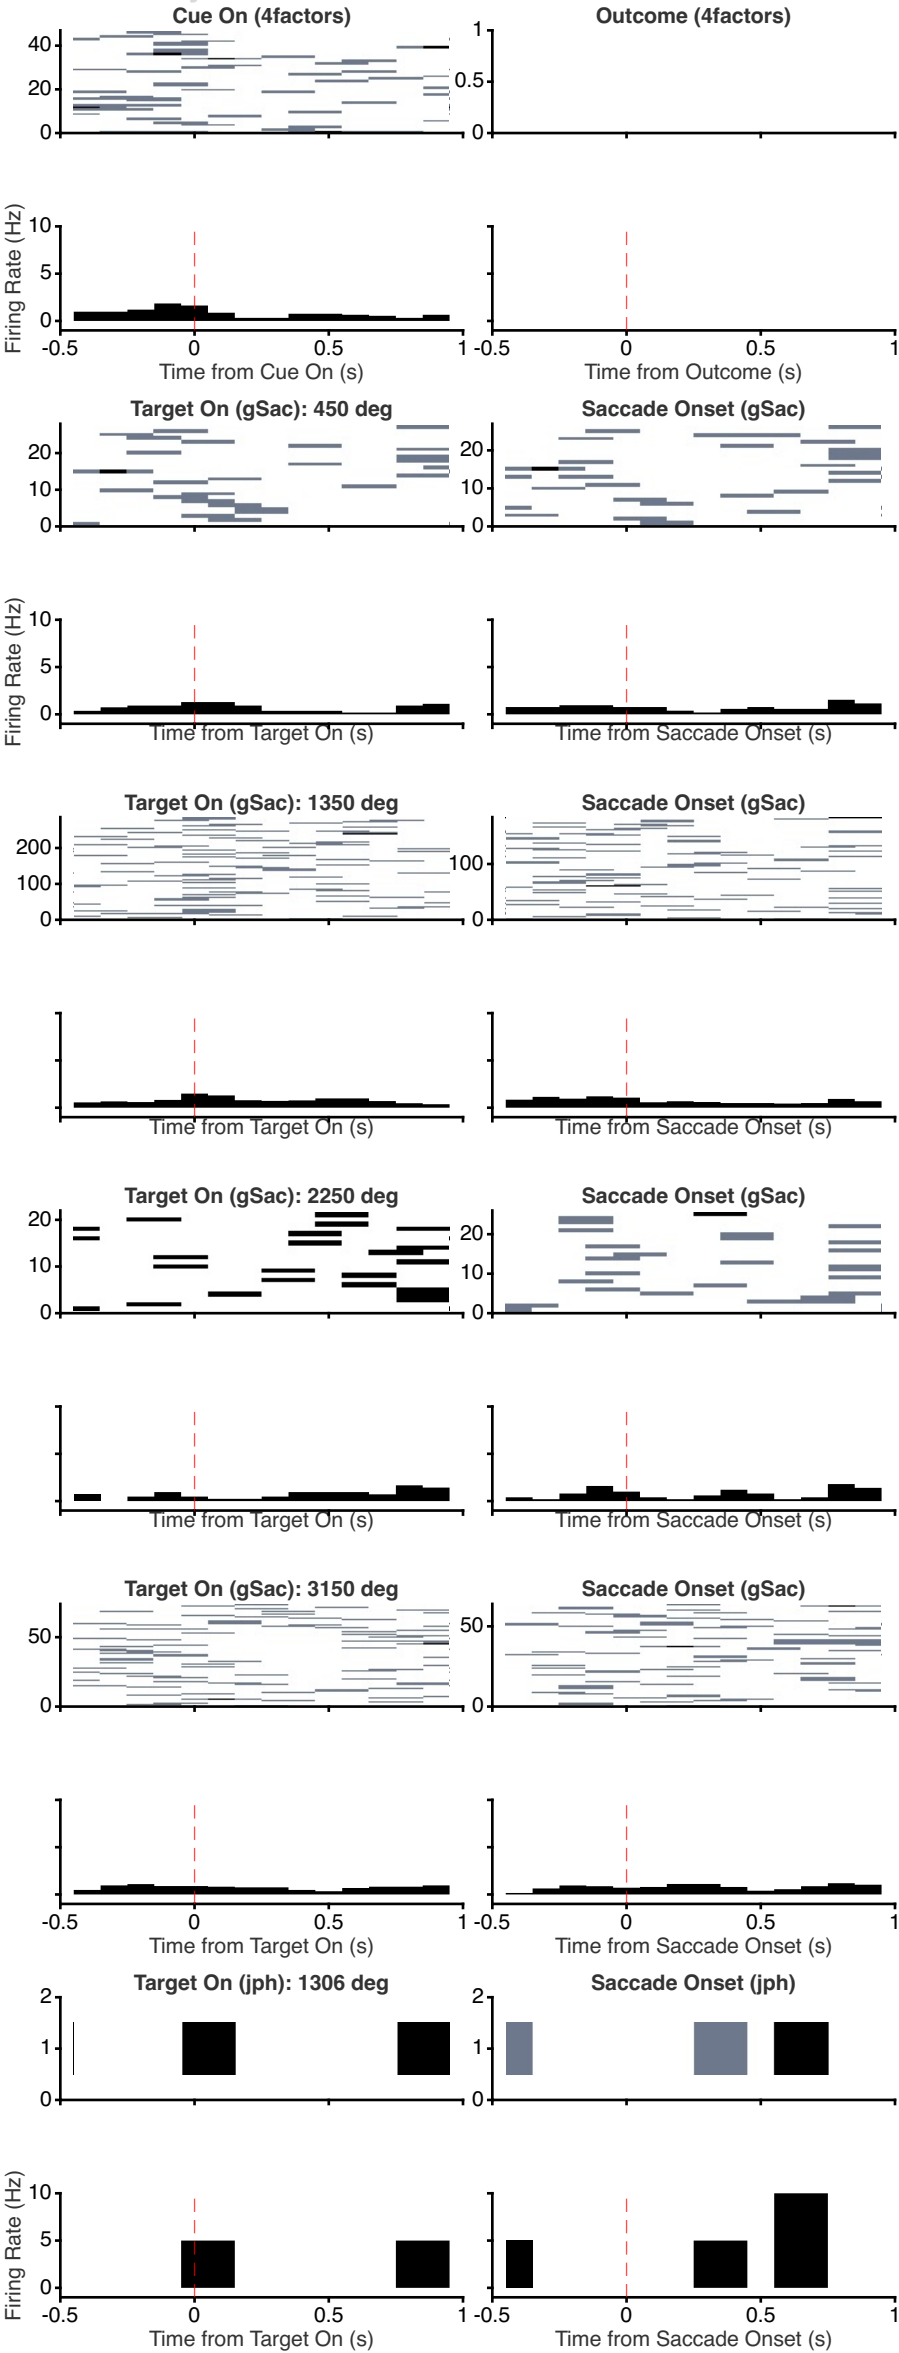 Cue On (4factors)
Outcome (4factors)
40
20
0
1
0.5
0
Firing Rate (Hz)
10
5
0
-0.5
0
0.5
1
-0.5
0
0.5
1
Time from Cue On (s)
Time from Outcome (s)
Target On (gSac): 450 deg
Saccade Onset (gSac)
20
10
0
20
10
0
Firing Rate (Hz)
10
5
0
Time from Target On (s)
Time from Saccade Onset (s)
Target On (gSac): 1350 deg
Saccade Onset (gSac)
200
100
0
100
0
Time from Target On (s)
Time from Saccade Onset (s)
Target On (gSac): 2250 deg
Saccade Onset (gSac)
20
10
0
20
10
0
Time from Target On (s)
Time from Saccade Onset (s)
Target On (gSac): 3150 deg
Saccade Onset (gSac)
50
0
50
0
-0.5
0
0.5
1
-0.5
0
0.5
1
Time from Target On (s)
Time from Saccade Onset (s)
Target On (jph): 1306 deg
Saccade Onset (jph)
2
1
0
2
1
0
Firing Rate (Hz)
10
5
0
-0.5
0
0.5
1
-0.5
0
0.5
1
Time from Target On (s)
Time from Saccade Onset (s)